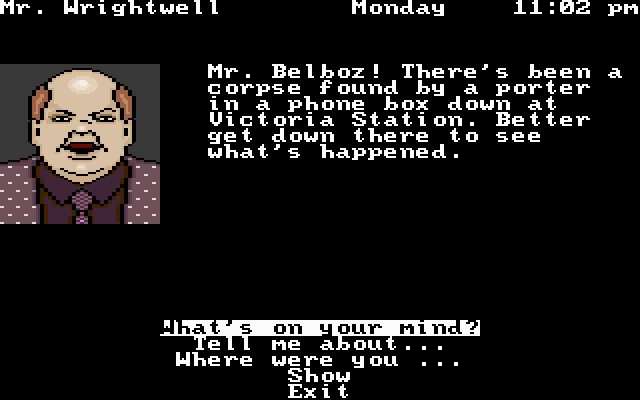 Mr. Wrightwell Monday 11:02 pm
Mr. Belboz! There's been a
corpse found by a porter
in a phone box down at
Victoria Station. Better
get down there to see
what's happened.
What's on your mind?
Tell me about...
Where were you ...
Show
Exit